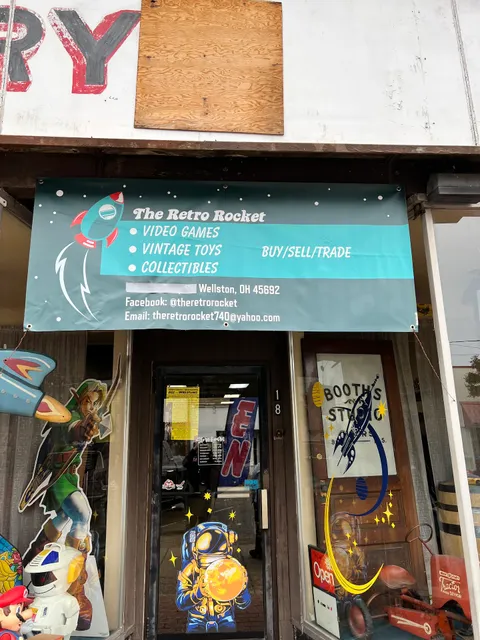 RY
The Retro Rocket
• VIDEO GAMES
• VINTAGE TOYS BUY/SELL/TRADE
• COLLECTIBLES
Wellston, OH 45692
Facebook: @theretrorocket
Email: theretrorocket740@yahoo.com
18
EN
BOOTH'S
Open